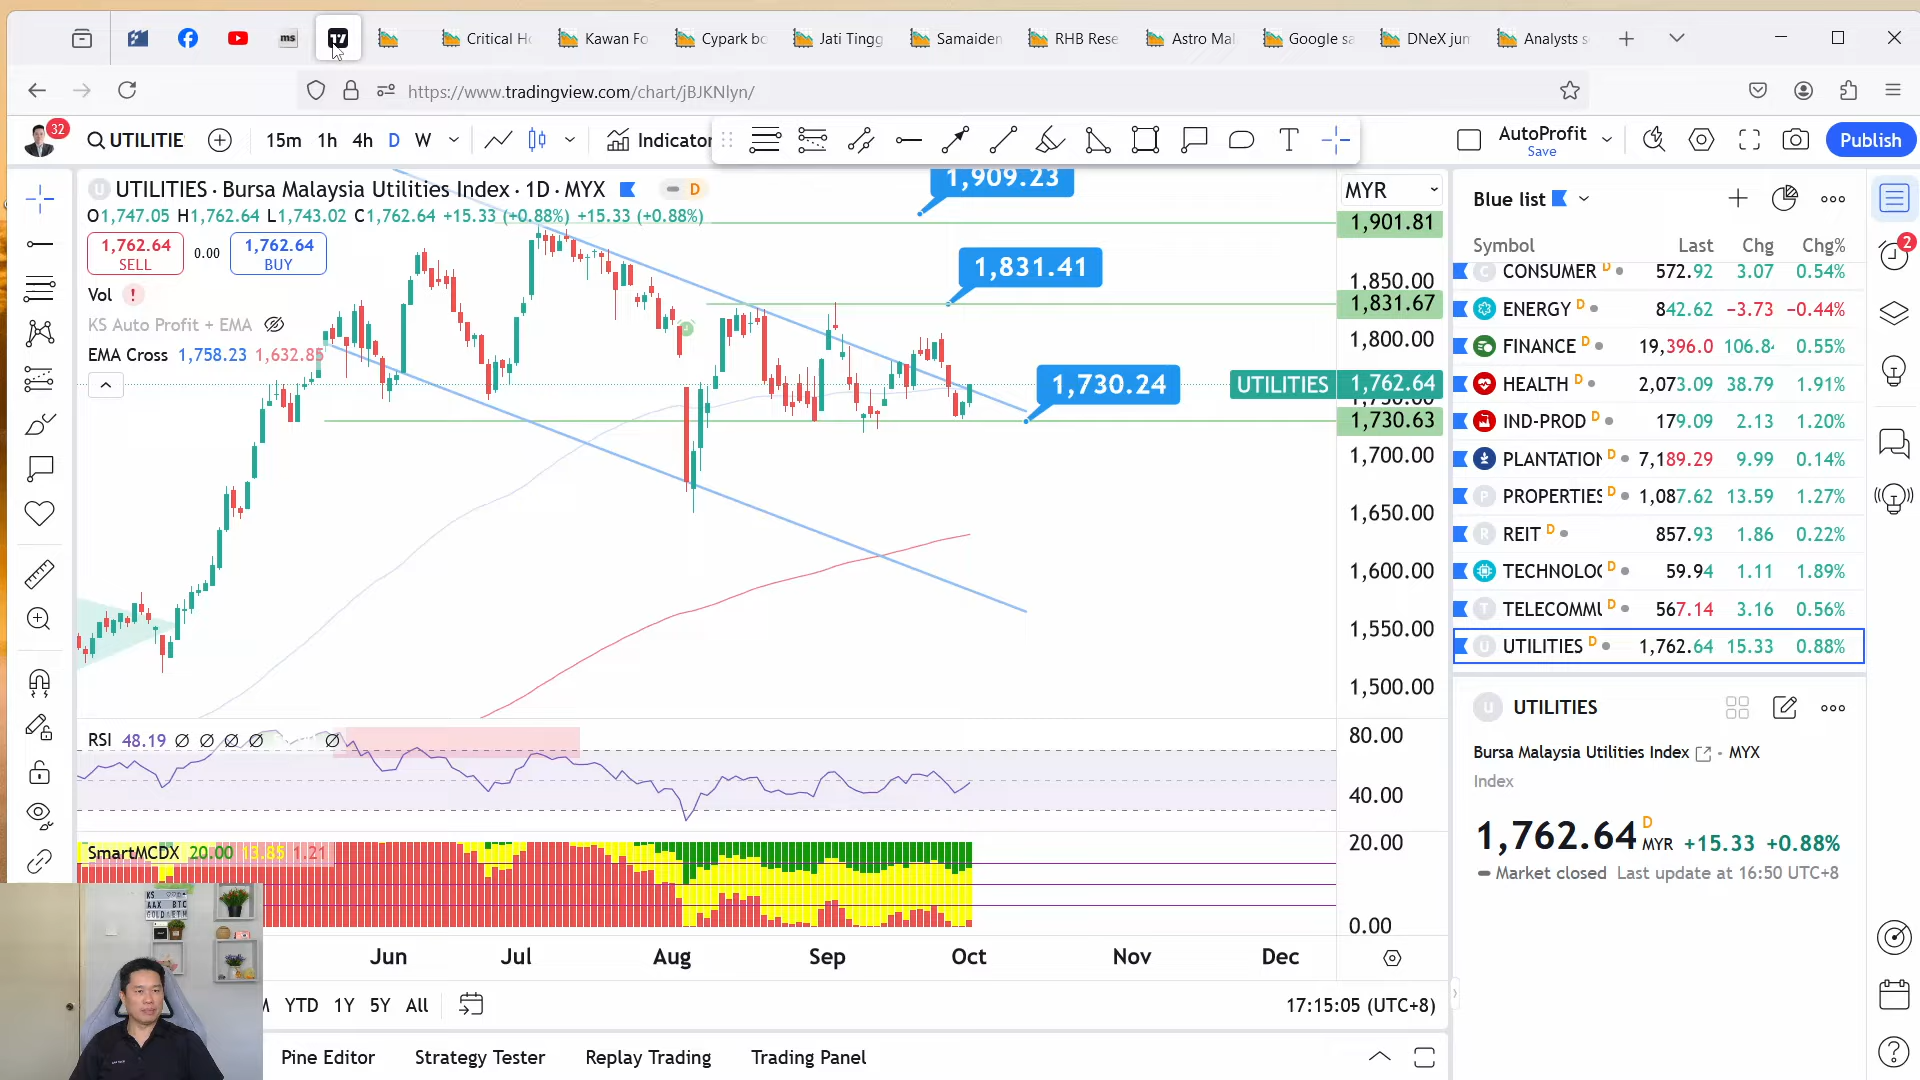 ms
Critical Ho
Kawan Fo
Cypark bo
Jati Tingg
Samaiden
RHB Rese
Astro Mal
Google sa
DNeX jun
Analysts s
https://www.tradingview.com/chart/jBJKNlyn/
32
UTILITIE
15m 1h 4h D W
Indicator
AutoProfit
Save
Publish
UTILITIES · Bursa Malaysia Utilities Index · 1D · MYX
D
O1,747.05 H1,762.64 L1,743.02 C1,762.64 +15.33 (+0.88%) +15.33 (+0.88%)
1,762.64
SELL
0.00
1,762.64
BUY
Vol
KS Auto Profit + EMA
EMA Cross 1,758.23 1,632.85
1,909.23
1,831.41
1,730.24
MYR
1,901.81
1,850.00
1,831.67
1,800.00
UTILITIES 1,762.64
1,730.63
1,700.00
1,650.00
1,600.00
1,550.00
1,500.00
RSI 48.19 Ø Ø Ø Ø Ø
80.00
40.00
SmartMCDX 20.00 13.85 1.21
20.00
0.00
Jun Jul Aug Sep Oct Nov Dec
YTD 1Y 5Y All
17:15:05 (UTC+8)
Pine Editor Strategy Tester Replay Trading Trading Panel
Blue list
Symbol Last Chg Chg%
CONSUMER D 572.92 3.07 0.54%
ENERGY D 842.62 −3.73 −0.44%
FINANCE D 19,396.0 106.8 0.55%
HEALTH D 2,073.09 38.79 1.91%
IND-PROD D 179.09 2.13 1.20%
PLANTATION D 7,189.29 9.99 0.14%
PROPERTIES D 1,087.62 13.59 1.27%
REIT D 857.93 1.86 0.22%
TECHNOLOG D 59.94 1.11 1.89%
TELECOMMU D 567.14 3.16 0.56%
UTILITIES D 1,762.64 15.33 0.88%
2
U UTILITIES
Bursa Malaysia Utilities Index · MYX
Index
1,762.64 D MYR +15.33 +0.88%
Market closed Last update at 16:50 UTC+8
KS
AAX BTC
GOLD&ETH